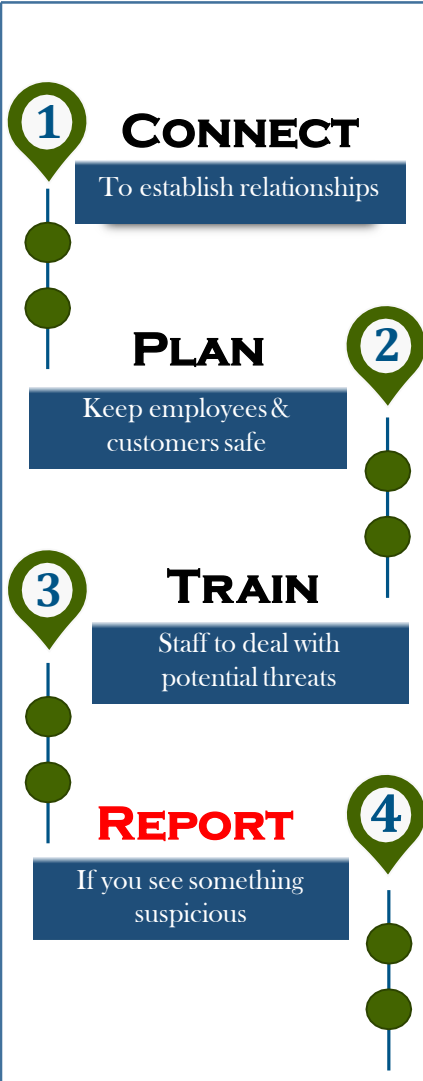 1
CONNECT
To establish relationships
2
PLAN
Keep employees &
customers safe
3
TRAIN
Staff to deal with
potential threats
4
REPORT
If you see something
suspicious